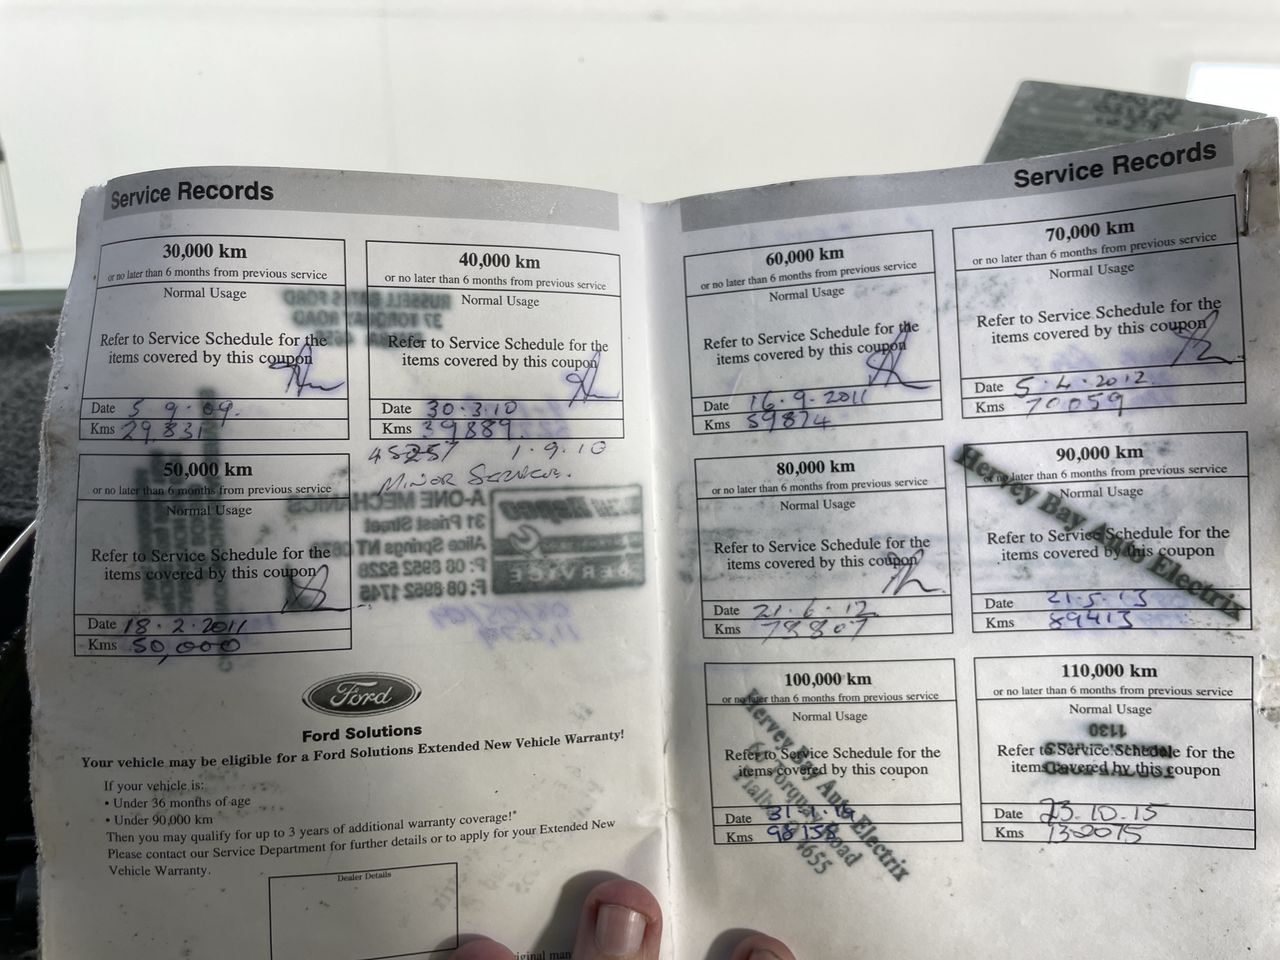 Service Records
30,000 km
or no later than 6 months from previous service
Normal Usage
Refer to Service Schedule for the
items covered by this coupon
Date 5.9.09.
Kms 29,831
40,000 km
or no later than 6 months from previous service
Normal Usage
Refer to Service Schedule for the
items covered by this coupon
Date 30.3.10
Kms 39889.
45257 1.9.10
MINOR SERVICE.
50,000 km
or no later than 6 months from previous service
Normal Usage
Refer to Service Schedule for the
items covered by this coupon
Date 18.2.2011
Kms 50,000
A-ONE MECHANICS
31 Priest Street
Alice Springs NT
P: 08 8952 5228
F: 08 8952 1745
Repco
SERVICE
Ford
Ford Solutions
Your vehicle may be eligible for a Ford Solutions Extended New Vehicle Warranty!
If your vehicle is:
• Under 36 months of age
• Under 90,000 km
Then you may qualify for up to 3 years of additional warranty coverage!*
Please contact our Service Department for further details or to apply for your Extended New
Vehicle Warranty.
Dealer Details
Service Records
60,000 km
or no later than 6 months from previous service
Normal Usage
Refer to Service Schedule for the
items covered by this coupon
Date 16.9.2011
Kms 59874
70,000 km
or no later than 6 months from previous service
Normal Usage
Refer to Service Schedule for the
items covered by this coupon
Date 5.4.2012.
Kms 70059
80,000 km
or no later than 6 months from previous service
Normal Usage
Refer to Service Schedule for the
items covered by this coupon
Date 21.6.12
Kms 78807
90,000 km
or no later than 6 months from previous service
Normal Usage
Refer to Service Schedule for the
items covered by this coupon
Date 21.5.13
Kms 89413
Hervey Bay Auto Electrix
100,000 km
or no later than 6 months from previous service
Normal Usage
Refer to Service Schedule for the
items covered by this coupon
Date 31.1.14
Kms 98158
Hervey Bay Auto Electrix
Torquay Road
Pialba 4655
110,000 km
or no later than 6 months from previous service
Normal Usage
Refer to Service Schedule for the
items covered by this coupon
Date 23.10.15
Kms 132075